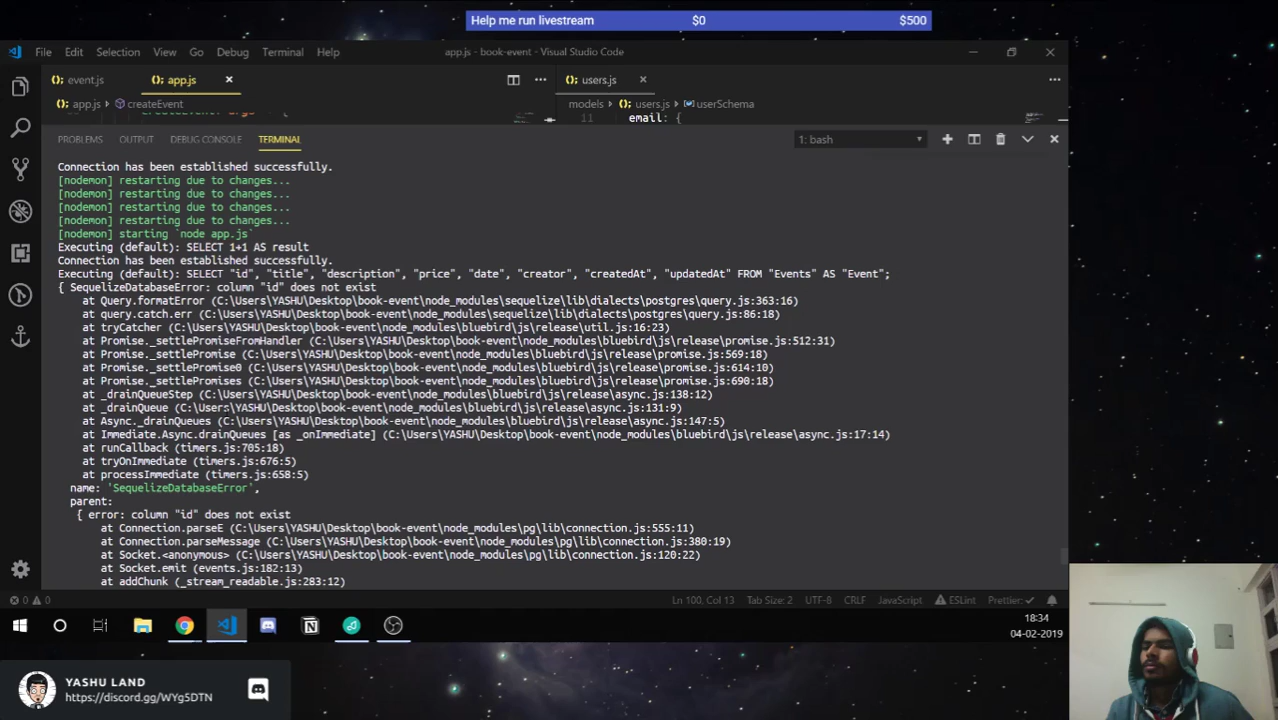 Help me run livestream $0 $500
File Edit Selection View Go Debug Terminal Help app.js - book-event - Visual Studio Code
event.js app.js users.js
app.js createEvent models users.js userSchema
11 email: {
PROBLEMS OUTPUT DEBUG CONSOLE TERMINAL 1: bash
Connection has been established successfully.
[nodemon] restarting due to changes...
[nodemon] restarting due to changes...
[nodemon] restarting due to changes...
[nodemon] restarting due to changes...
[nodemon] starting `node app.js`
Executing (default): SELECT 1+1 AS result
Connection has been established successfully.
Executing (default): SELECT "id", "title", "description", "price", "date", "creator", "createdAt", "updatedAt" FROM "Events" AS "Event";
{ SequelizeDatabaseError: column "id" does not exist
at Query.formatError (C:\Users\YASHU\Desktop\book-event\node_modules\sequelize\lib\dialects\postgres\query.js:363:16)
at query.catch.err (C:\Users\YASHU\Desktop\book-event\node_modules\sequelize\lib\dialects\postgres\query.js:86:18)
at tryCatcher (C:\Users\YASHU\Desktop\book-event\node_modules\bluebird\js\release\util.js:16:23)
at Promise._settlePromiseFromHandler (C:\Users\YASHU\Desktop\book-event\node_modules\bluebird\js\release\promise.js:512:31)
at Promise._settlePromise (C:\Users\YASHU\Desktop\book-event\node_modules\bluebird\js\release\promise.js:569:18)
at Promise._settlePromise0 (C:\Users\YASHU\Desktop\book-event\node_modules\bluebird\js\release\promise.js:614:10)
at Promise._settlePromises (C:\Users\YASHU\Desktop\book-event\node_modules\bluebird\js\release\promise.js:690:18)
at _drainQueueStep (C:\Users\YASHU\Desktop\book-event\node_modules\bluebird\js\release\async.js:138:12)
at _drainQueue (C:\Users\YASHU\Desktop\book-event\node_modules\bluebird\js\release\async.js:131:9)
at Async._drainQueues (C:\Users\YASHU\Desktop\book-event\node_modules\bluebird\js\release\async.js:147:5)
at Immediate.Async.drainQueues [as _onImmediate] (C:\Users\YASHU\Desktop\book-event\node_modules\bluebird\js\release\async.js:17:14)
at runCallback (timers.js:705:18)
at tryOnImmediate (timers.js:676:5)
at processImmediate (timers.js:658:5)
name: 'SequelizeDatabaseError',
parent:
{ error: column "id" does not exist
at Connection.parseE (C:\Users\YASHU\Desktop\book-event\node_modules\pg\lib\connection.js:555:11)
at Connection.parseMessage (C:\Users\YASHU\Desktop\book-event\node_modules\pg\lib\connection.js:380:19)
at Socket.<anonymous> (C:\Users\YASHU\Desktop\book-event\node_modules\pg\lib\connection.js:120:22)
at Socket.emit (events.js:182:13)
at addChunk (_stream_readable.js:283:12)
0 0 Ln 100, Col 13 Tab Size: 2 UTF-8 CRLF JavaScript ESLint Prettier: ✓
18:34
04-02-2019
YASHU LAND
https://discord.gg/WYg5DTN